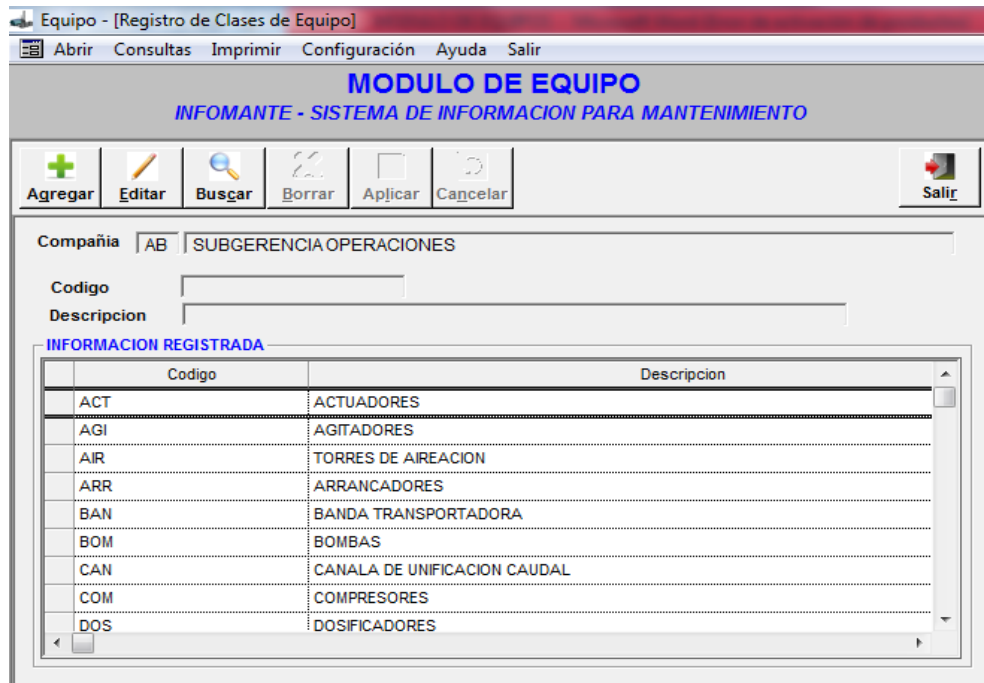 Equipo - [Registro de Clases de Equipo]
Abrir Consultas Imprimir Configuración Ayuda Salir
MODULO DE EQUIPO
INFOMANTE - SISTEMA DE INFORMACION PARA MANTENIMIENTO
Agregar Editar Buscar Borrar Aplicar Cancelar Salir
Compañia AB SUBGERENCIA OPERACIONES
Codigo
Descripcion
INFORMACION REGISTRADA
Codigo Descripcion
ACT ACTUADORES
AGI AGITADORES
AIR TORRES DE AIREACION
ARR ARRANCADORES
BAN BANDA TRANSPORTADORA
BOM BOMBAS
CAN CANALA DE UNIFICACION CAUDAL
COM COMPRESORES
DOS DOSIFICADORES